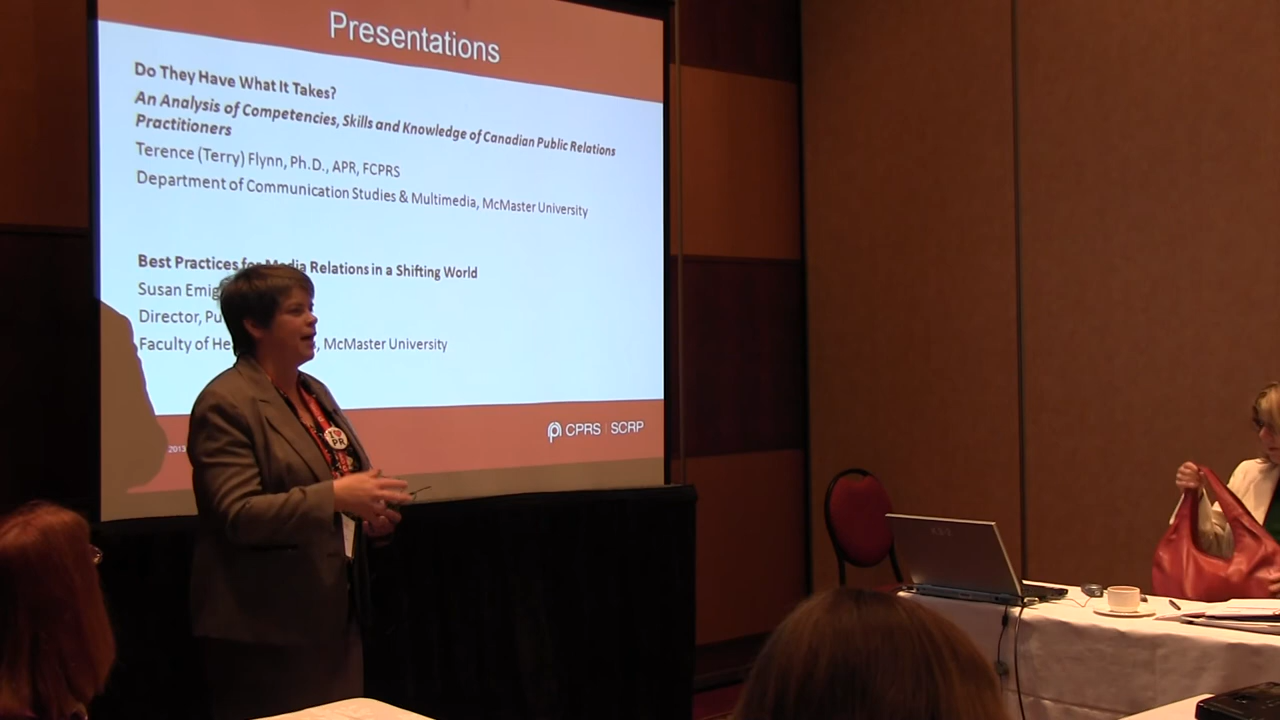 Presentations
Do They Have What It Takes?
An Analysis of Competencies, Skills and Knowledge of Canadian Public Relations
Practitioners
Terence (Terry) Flynn, Ph.D., APR, FCPRS
Department of Communication Studies & Multimedia, McMaster University
Best Practices for Media Relations in a Shifting World
Susan Emig
Director, Pu
Faculty of He , McMaster University
2013
CPRS | SCRP
I ♥
PR